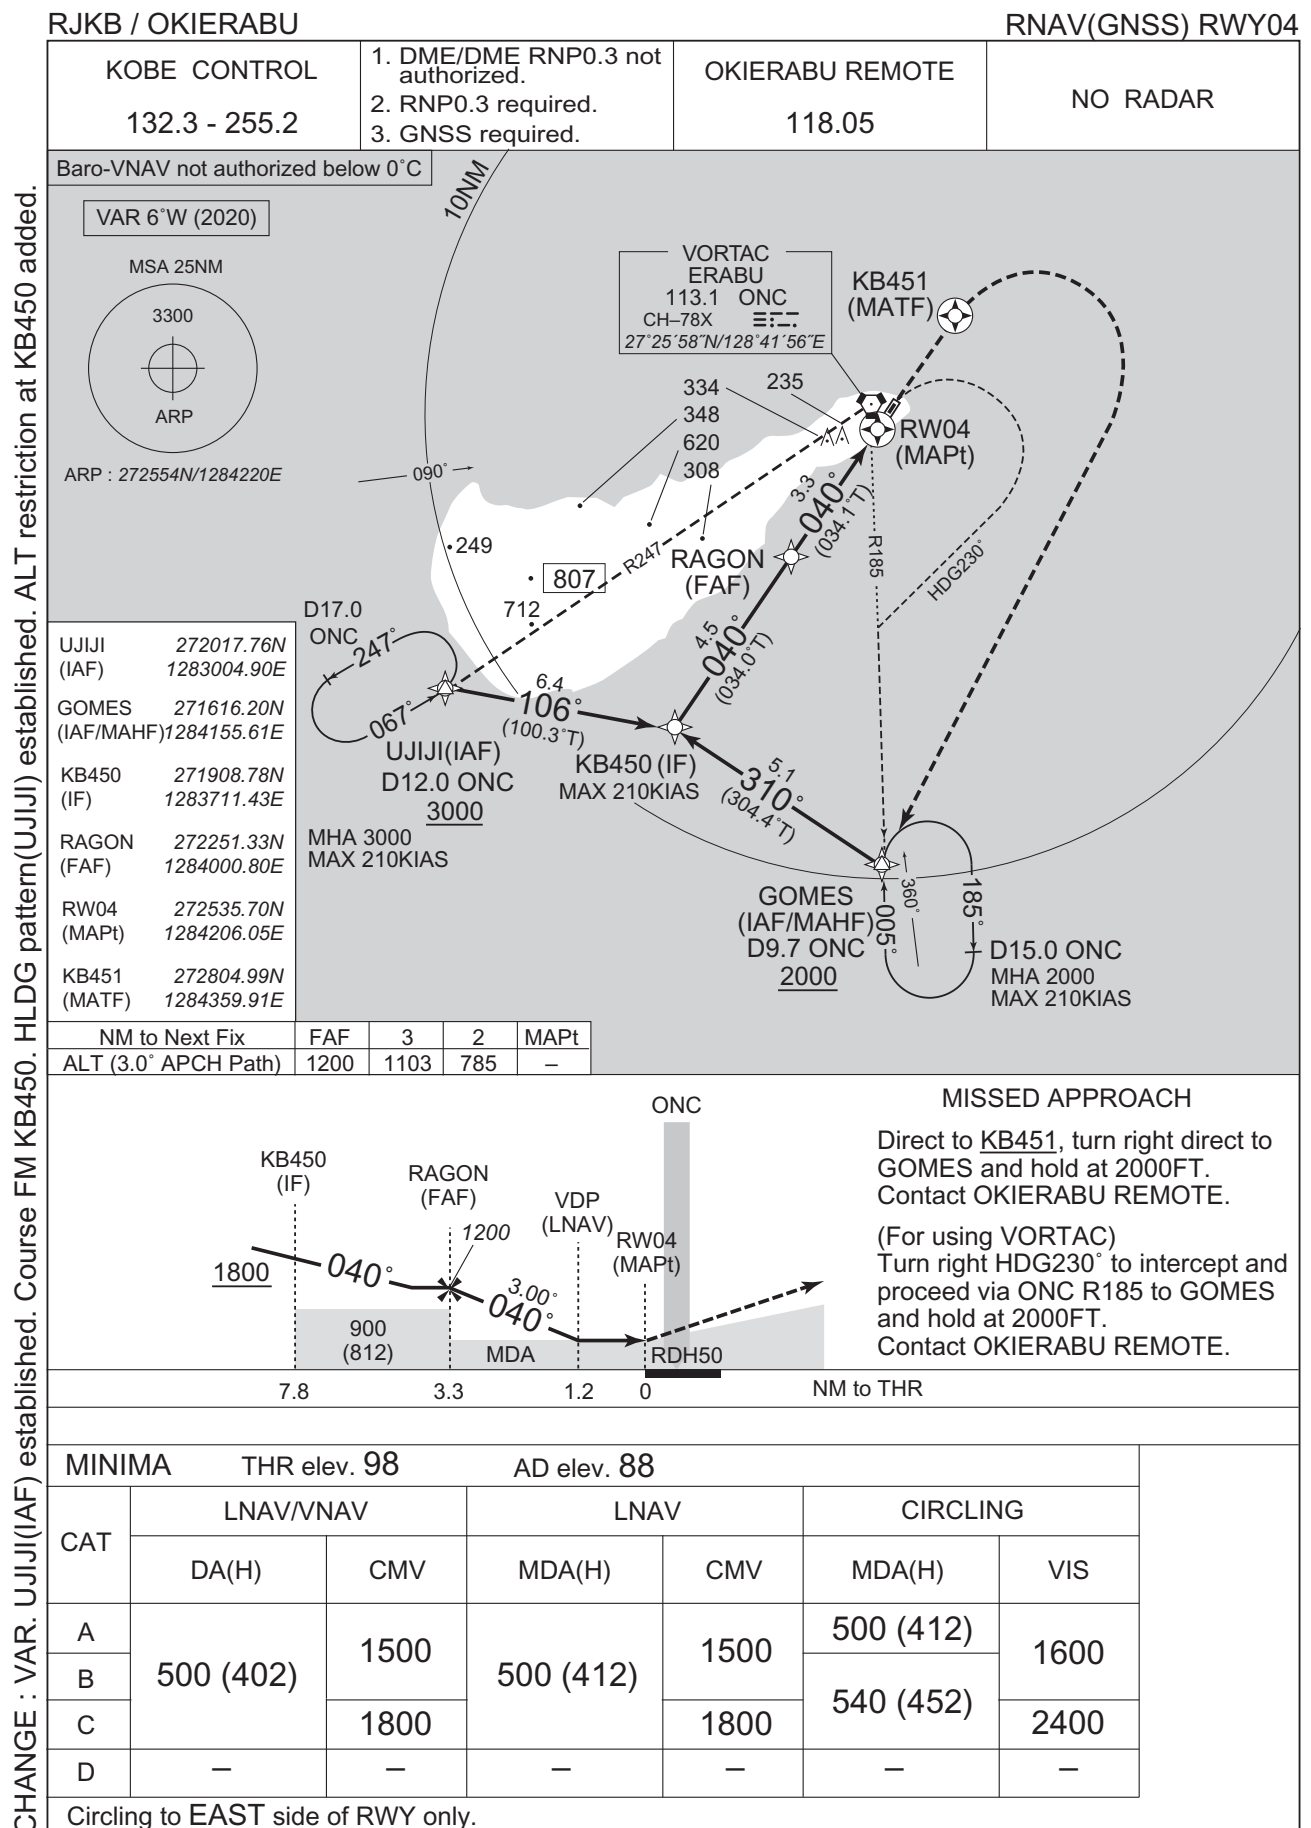 RJKB / OKIERABU
RNAV(GNSS) RWY04
KOBE CONTROL
132.3 - 255.2
1. DME/DME RNP0.3 not
authorized.
2. RNP0.3 required.
3. GNSS required.
OKIERABU REMOTE
118.05
NO RADAR
Baro-VNAV not authorized below 0˚C
VAR 6˚W (2020)
MSA 25NM
3300
ARP
ARP : 272554N/1284220E
10NM
090˚
VORTAC
ERABU
113.1 ONC
CH–78X
27˚25´58˝N/128˚41´56˝E
KB451
(MATF)
334
235
348
620
308
RW04
(MAPt)
249
807
712
R247
RAGON
(FAF)
3.3
040˚
(034.1˚T)
R185
HDG230˚
D17.0
ONC
247˚
067˚
UJIJI(IAF)
D12.0 ONC
3000
MHA 3000
MAX 210KIAS
6.4
106˚
(100.3˚T)
4.5
040˚
(034.0˚T)
KB450 (IF)
MAX 210KIAS
5.1
310˚
(304.4˚T)
GOMES
(IAF/MAHF)
D9.7 ONC
2000
005˚
360˚
185˚
D15.0 ONC
MHA 2000
MAX 210KIAS
UJIJI 272017.76N
(IAF) 1283004.90E
GOMES 271616.20N
(IAF/MAHF) 1284155.61E
KB450 271908.78N
(IF) 1283711.43E
RAGON 272251.33N
(FAF) 1284000.80E
RW04 272535.70N
(MAPt) 1284206.05E
KB451 272804.99N
(MATF) 1284359.91E
NM to Next Fix FAF 3 2 MAPt
ALT (3.0˚ APCH Path) 1200 1103 785 –
KB450
(IF)
RAGON
(FAF)
VDP
(LNAV)
RW04
(MAPt)
ONC
1200
1800
040˚
3.00˚
040˚
900
(812)
MDA
RDH50
7.8 3.3 1.2 0 NM to THR
MISSED APPROACH
Direct to KB451, turn right direct to
GOMES and hold at 2000FT.
Contact OKIERABU REMOTE.
(For using VORTAC)
Turn right HDG230˚ to intercept and
proceed via ONC R185 to GOMES
and hold at 2000FT.
Contact OKIERABU REMOTE.
MINIMA THR elev. 98 AD elev. 88
CAT LNAV/VNAV LNAV CIRCLING
DA(H) CMV MDA(H) CMV MDA(H) VIS
A 500 (402) 1500 500 (412) 1500 500 (412) 1600
B 540 (452)
C 1800 1800 2400
D – – – – – –
Circling to EAST side of RWY only.
CHANGE : VAR. UJIJI(IAF) established. Course FM KB450. HLDG pattern(UJIJI) established. ALT restriction at KB450 added.